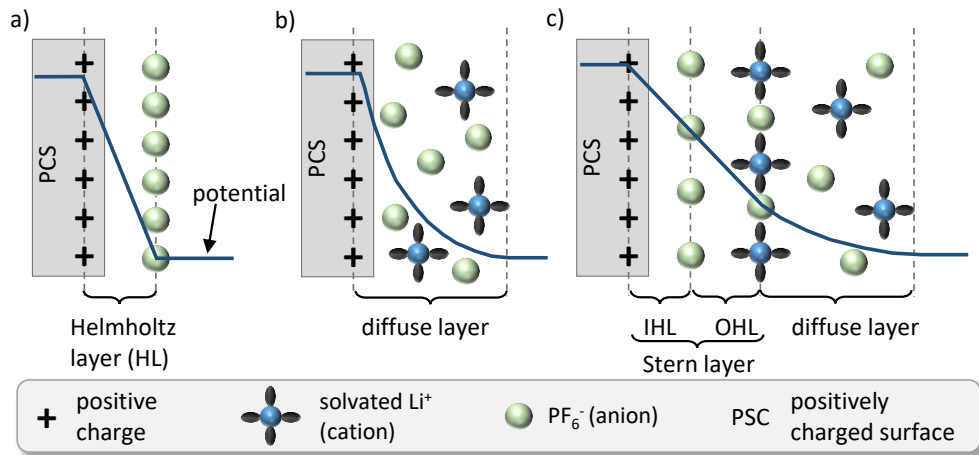 a)
b)
c)
PCS
+
+
+
+
+
+
potential
Helmholtz
layer (HL)
PCS
+
+
+
+
+
+
diffuse layer
PCS
+
+
+
+
+
+
IHL
OHL
diffuse layer
Stern layer
+
positive
charge
solvated Li⁺
(cation)
PF₆⁻ (anion)
PSC
positively
charged surface